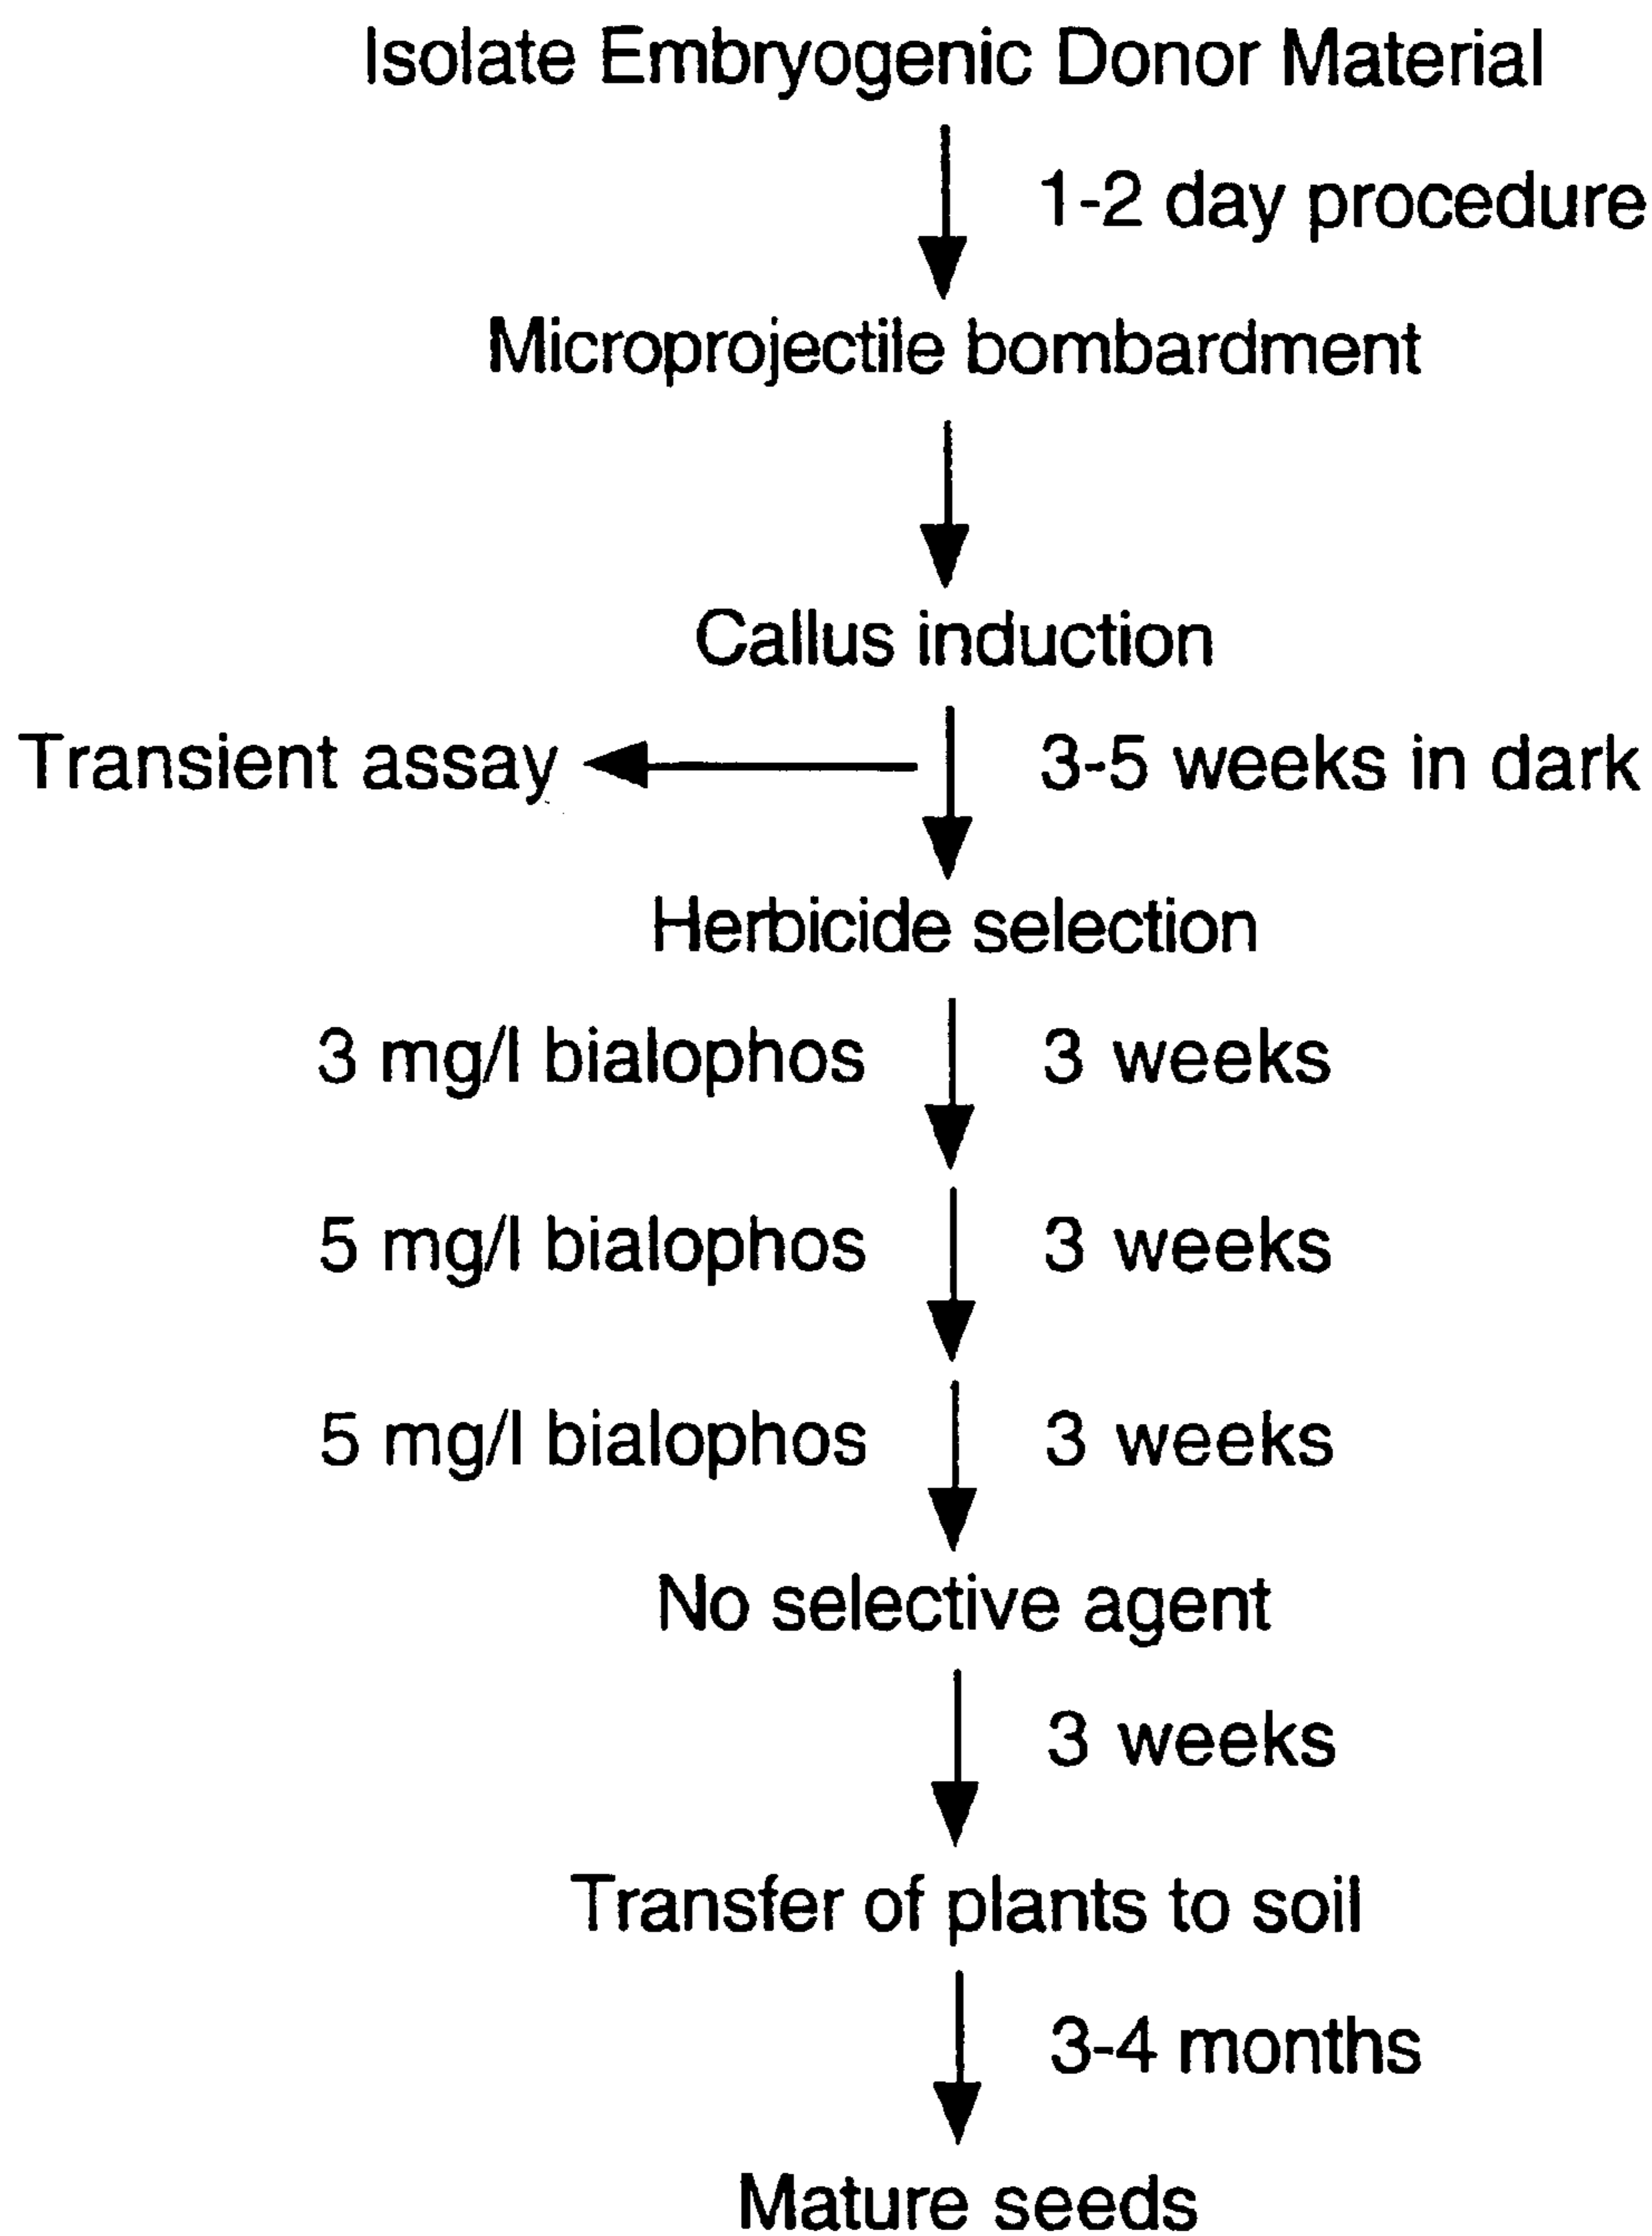 Isolate Embryogenic Donor Material
1-2 day procedure
Microprojectile bombardment
Callus induction
Transient assay
3-5 weeks in dark
Herbicide selection
3 mg/l bialophos
3 weeks
5 mg/l bialophos
3 weeks
5 mg/l bialophos
3 weeks
No selective agent
3 weeks
Transfer of plants to soil
3-4 months
Mature seeds